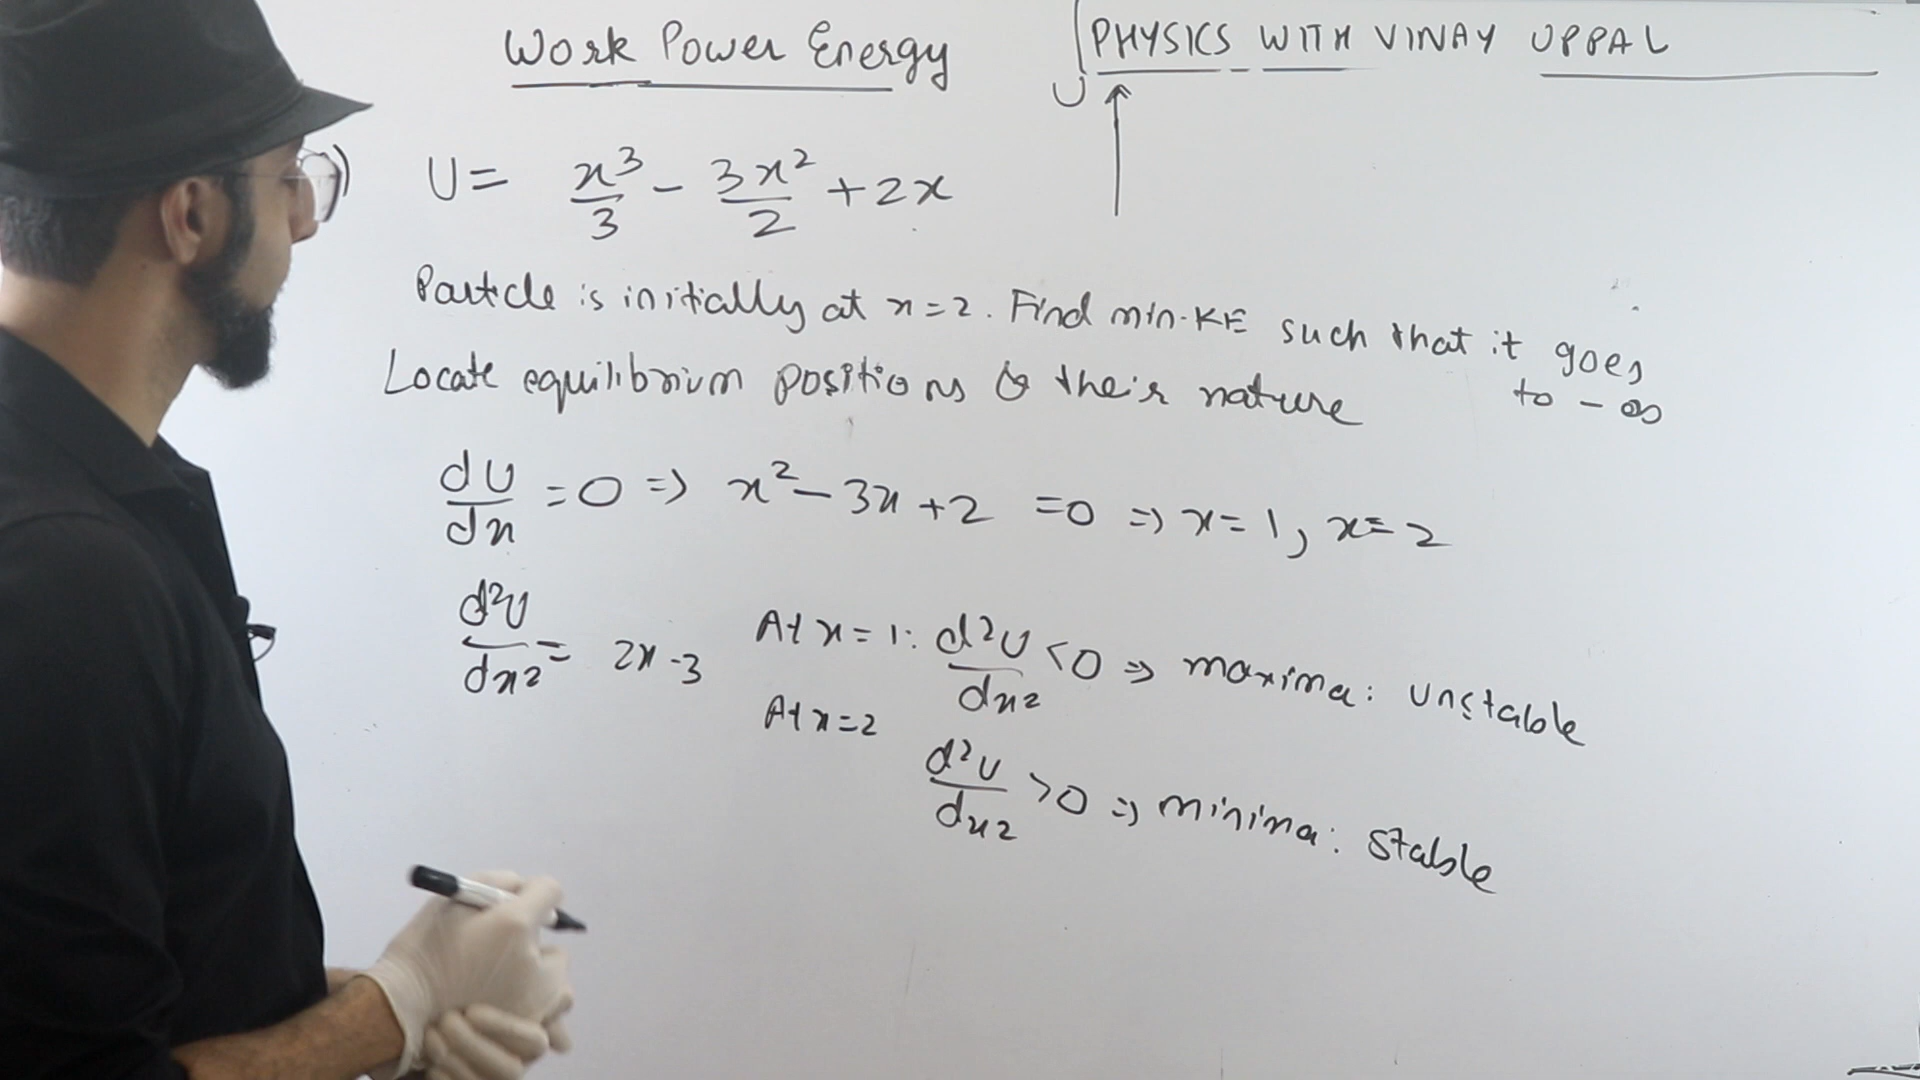 Work Power Energy
PHYSICS WITH VINAY UPPAL
U
) U = x³/3 - 3x²/2 + 2x
Particle is initially at x=2. Find min.KE such that it goes
to -∞
Locate equilibrium positions & their nature
dU/dx = 0 => x² - 3x + 2 = 0 => x = 1, x = 2
d²U/dx² = 2x - 3
At x = 1: d²U/dx² < 0 => maxima: unstable
At x = 2
d²U/dx² > 0 => minima: stable